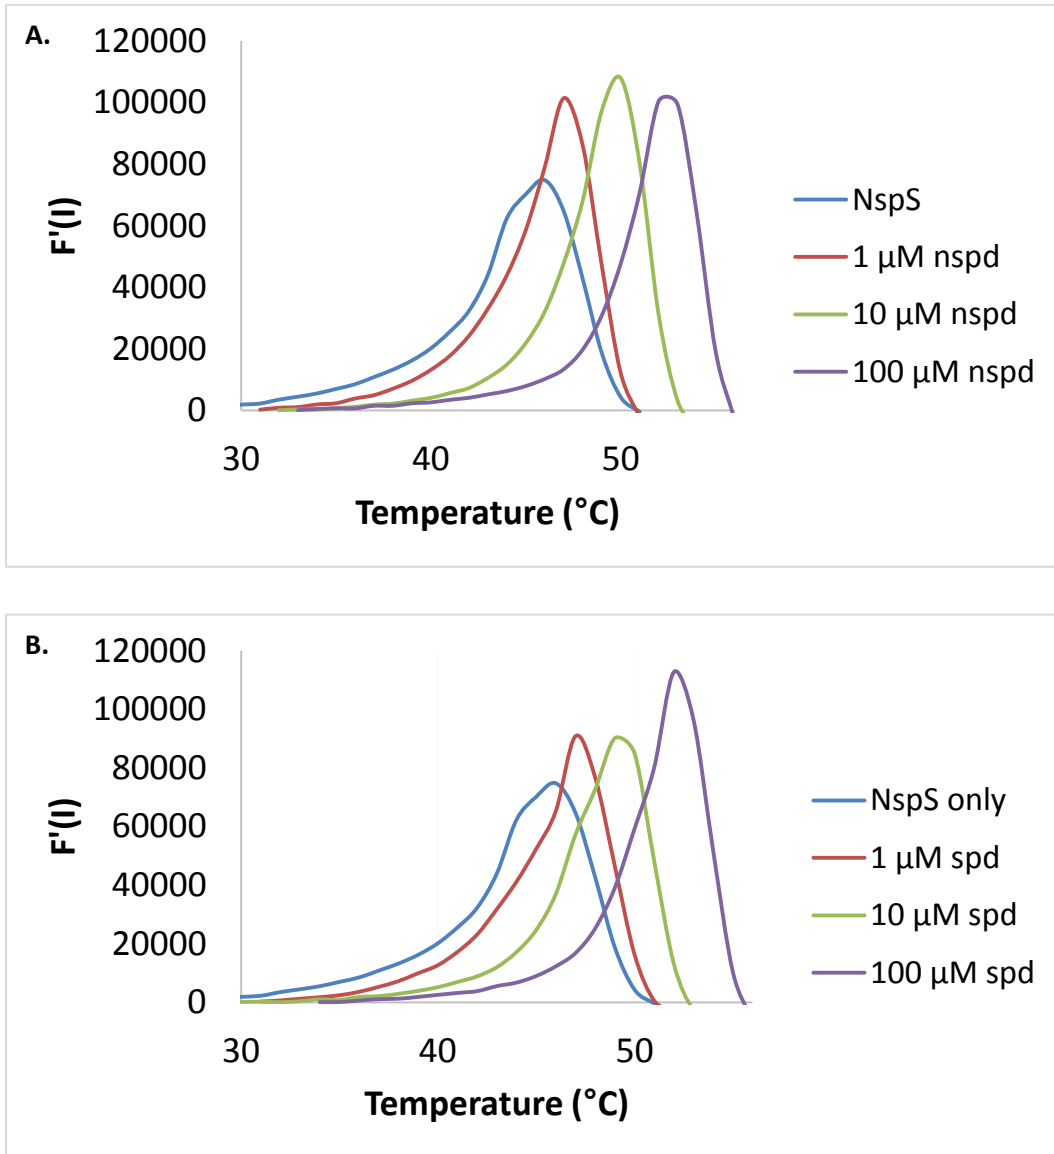 A.
120000
100000
80000
60000
40000
20000
0
F'(I)
30 40 50
Temperature (°C)
NspS
1 µM nspd
10 µM nspd
100 µM nspd
B.
120000
100000
80000
60000
40000
20000
0
F'(I)
30 40 50
Temperature (°C)
NspS only
1 µM spd
10 µM spd
100 µM spd